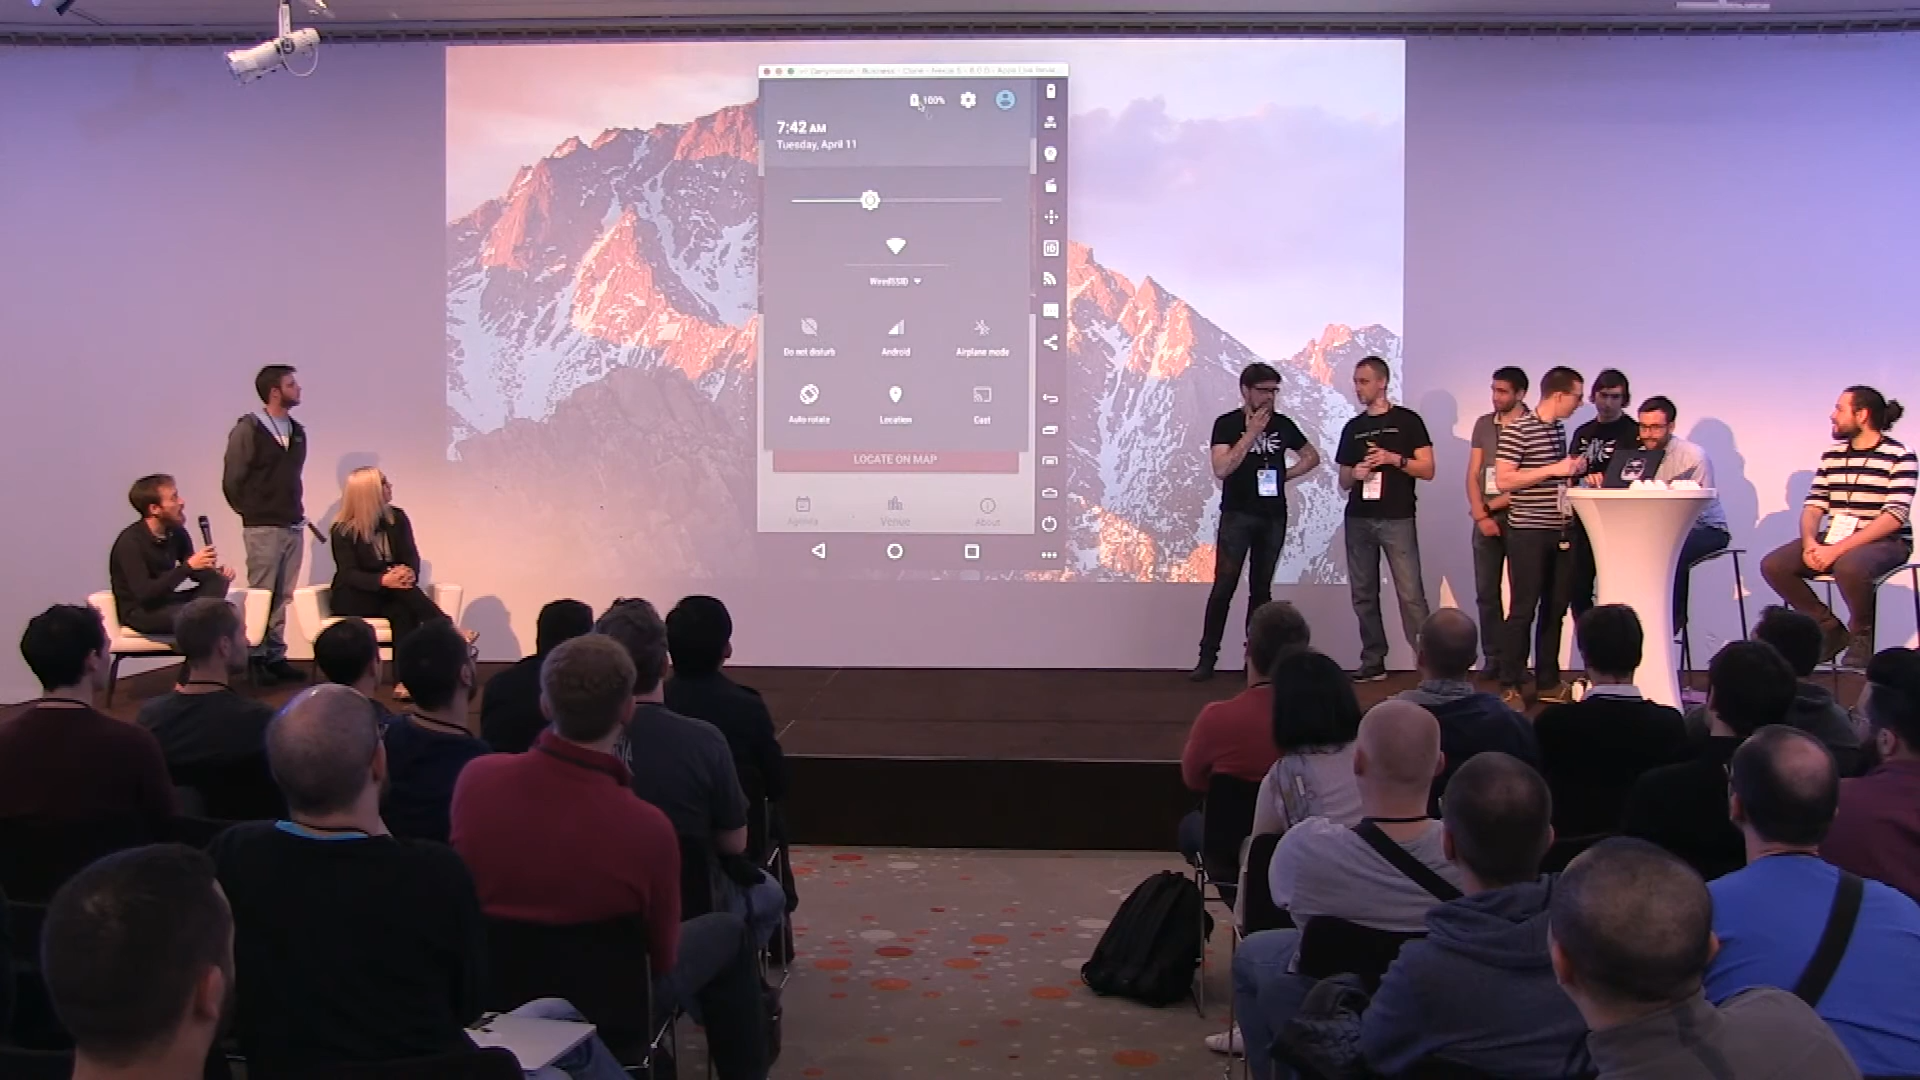 Genymotion
100%
7:42 AM
Tuesday, April 11
WiredSSID
Do not disturb
Android
Airplane mode
Auto-rotate
Location
Cast
LOCATE ON MAP
Agenda
Venue
About